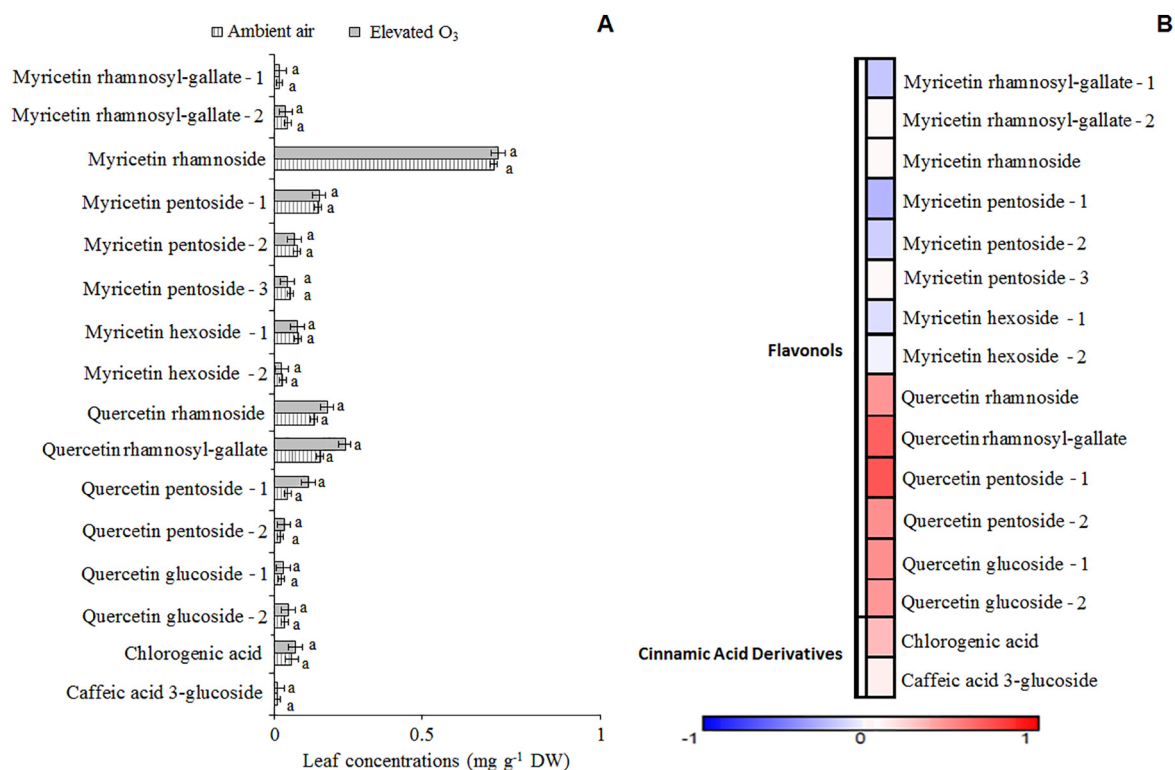 Ambient air Elevated O₃ A B
Myricetin rhamnosyl-gallate - 1 a
a
Myricetin rhamnosyl-gallate - 2 a
a
Myricetin rhamnoside a
a
Myricetin pentoside - 1 a
a
Myricetin pentoside - 2 a
a
Myricetin pentoside - 3 a
a
Myricetin hexoside - 1 a
a
Myricetin hexoside - 2 a
a
Quercetin rhamnoside a
a
Quercetin rhamnosyl-gallate a
a
Quercetin pentoside - 1 a
a
Quercetin pentoside - 2 a
a
Quercetin glucoside - 1 a
a
Quercetin glucoside - 2 a
a
Chlorogenic acid a
a
Caffeic acid 3-glucoside a
a
0 0.5 1
Leaf concentrations (mg g⁻¹ DW)
Flavonols
Cinnamic Acid Derivatives
Myricetin rhamnosyl-gallate - 1
Myricetin rhamnosyl-gallate - 2
Myricetin rhamnoside
Myricetin pentoside - 1
Myricetin pentoside - 2
Myricetin pentoside - 3
Myricetin hexoside - 1
Myricetin hexoside - 2
Quercetin rhamnoside
Quercetin rhamnosyl-gallate
Quercetin pentoside - 1
Quercetin pentoside - 2
Quercetin glucoside - 1
Quercetin glucoside - 2
Chlorogenic acid
Caffeic acid 3-glucoside
-1 0 1